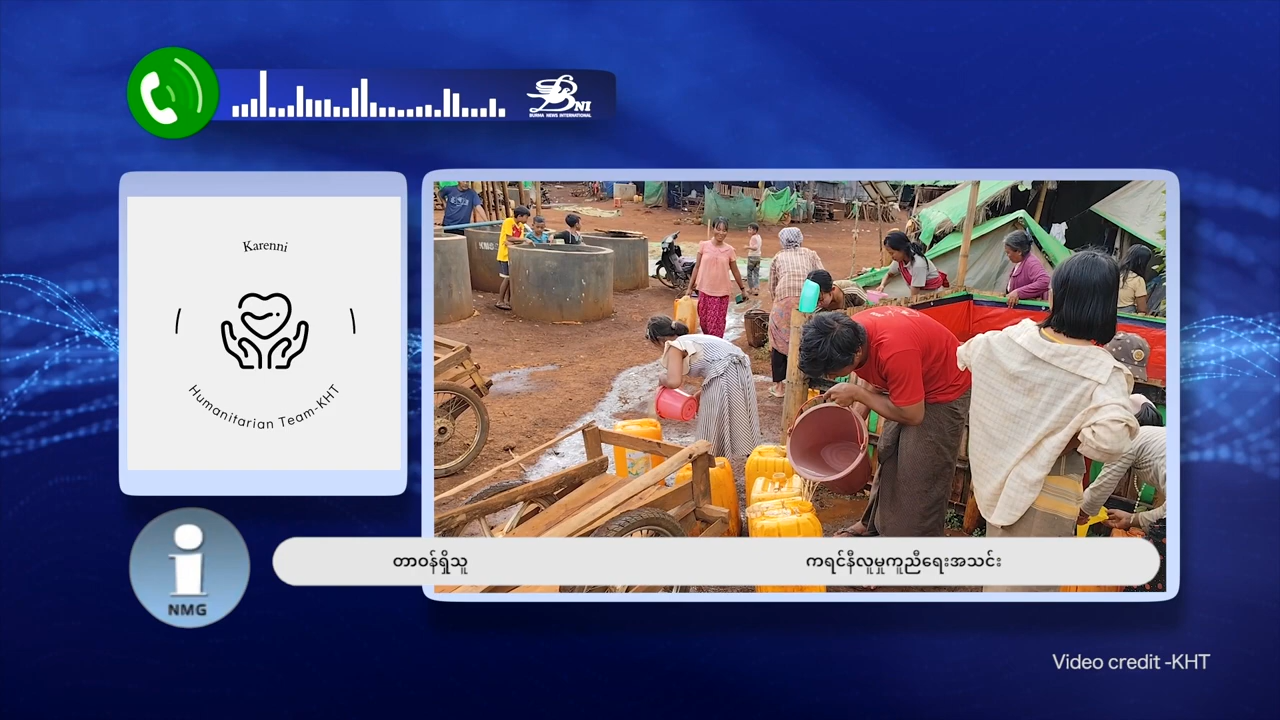 BNI
BURMA NEWS INTERNATIONAL
Karenni
Humanitarian Team-KHT
NMG
တာဝန်ရှိသူ
ကရင်နီလူမှုကူညီရေးအသင်း
Video credit -KHT